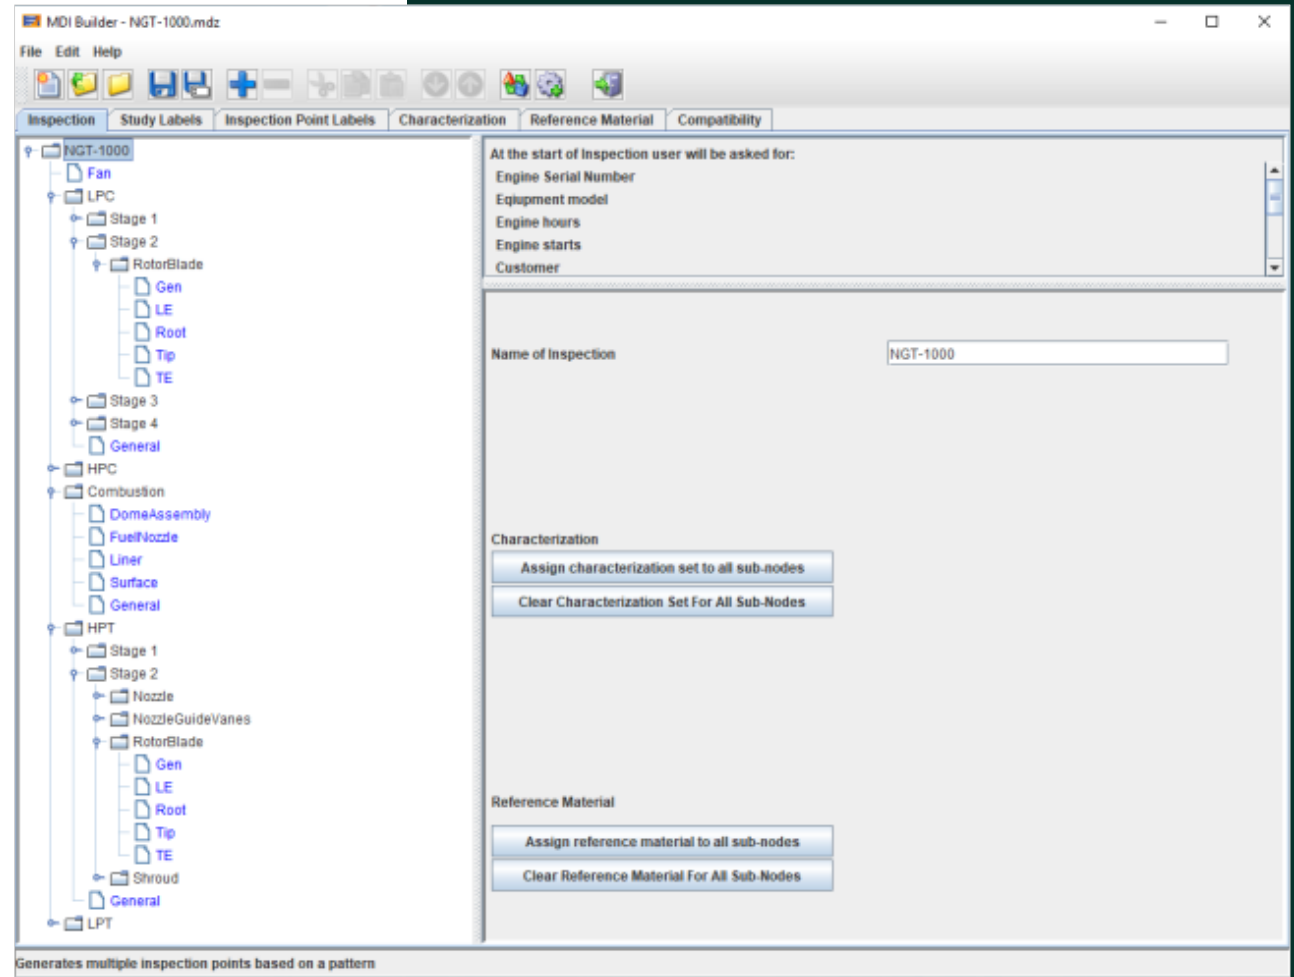 MDI Builder - NGT-1000.mdz
File Edit Help
Inspection Study Labels Inspection Point Labels Characterization Reference Material Compatibility
NGT-1000
Fan
LPC
Stage 1
Stage 2
RotorBlade
Gen
LE
Root
Tip
TE
Stage 3
Stage 4
General
HPC
Combustion
DomeAssembly
FuelNozzle
Liner
Surface
General
HPT
Stage 1
Stage 2
Nozzle
NozzleGuideVanes
RotorBlade
Gen
LE
Root
Tip
TE
Shroud
General
LPT
At the start of Inspection user will be asked for:
Engine Serial Number
Eqiupment model
Engine hours
Engine starts
Customer
Name of Inspection NGT-1000
Characterization
Assign characterization set to all sub-nodes
Clear Characterization Set For All Sub-Nodes
Reference Material
Assign reference material to all sub-nodes
Clear Reference Material For All Sub-Nodes
Generates multiple inspection points based on a pattern